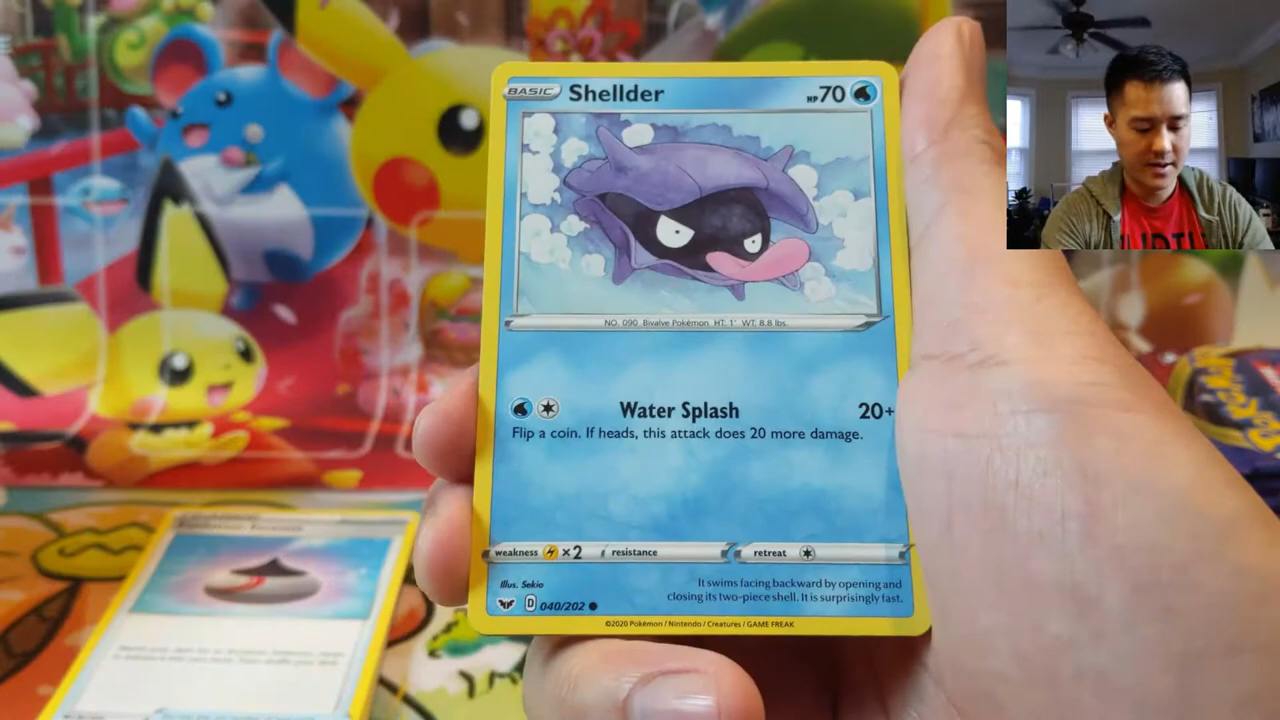 BASIC Shellder HP 70
NO. 090 Bivalve Pokémon HT: 1' WT: 8.8 lbs.
Water Splash 20+
Flip a coin. If heads, this attack does 20 more damage.
weakness ×2 resistance retreat
Illus. Sekio
It swims facing backward by opening and
closing its two-piece shell. It is surprisingly fast.
D 040/202
©2020 Pokémon / Nintendo / Creatures / GAME FREAK